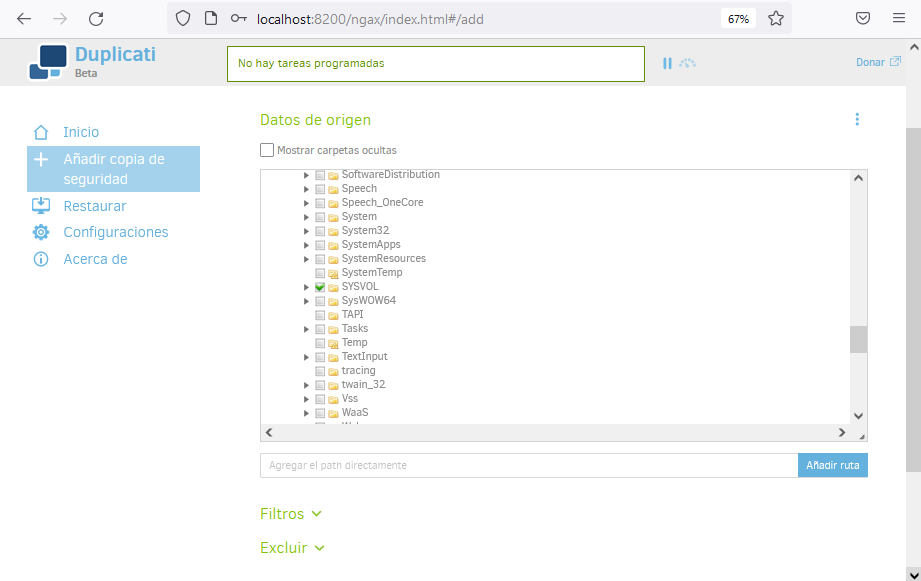 localhost:8200/ngax/index.html#/add
67%
Duplicati
Beta
No hay tareas programadas
Donar
Inicio
Añadir copia de
seguridad
Restaurar
Configuraciones
Acerca de
Datos de origen
Mostrar carpetas ocultas
SoftwareDistribution
Speech
Speech_OneCore
System
System32
SystemApps
SystemResources
SystemTemp
SYSVOL
SysWOW64
TAPI
Tasks
Temp
TextInput
tracing
twain_32
Vss
WaaS
Agregar el path directamente
Añadir ruta
Filtros
Excluir